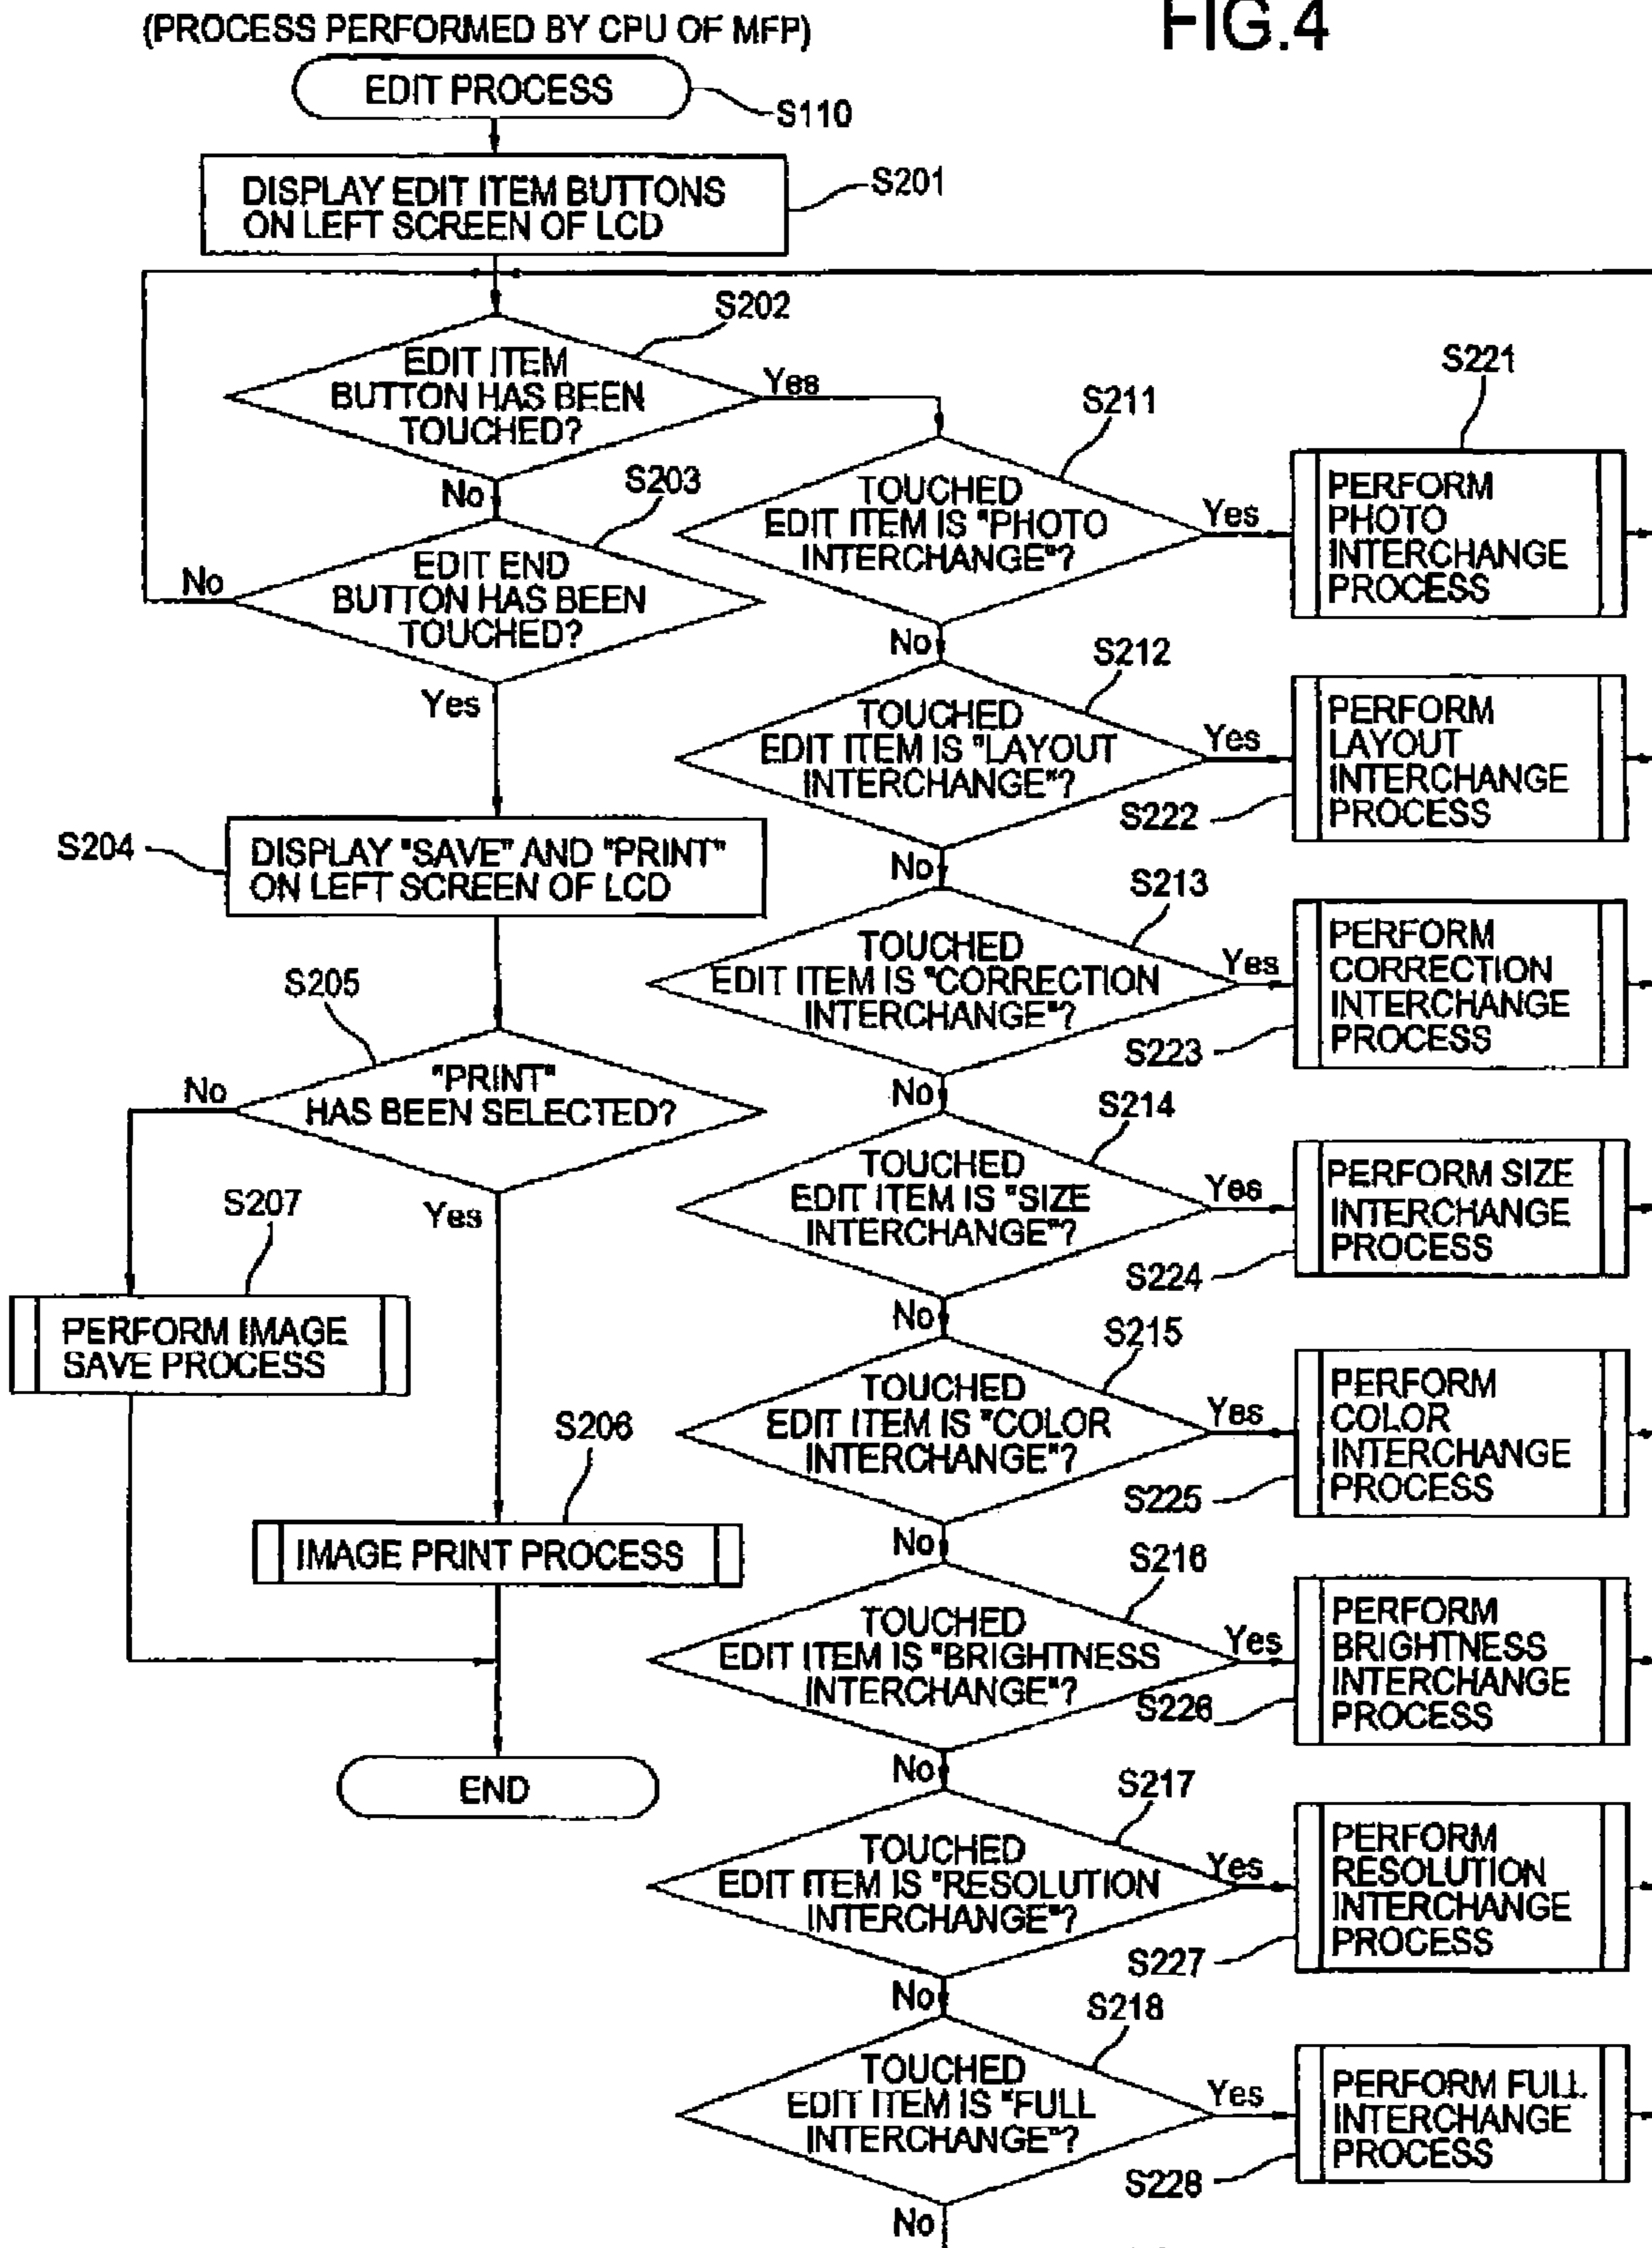 (PROCESS PERFORMED BY CPU OF MFP)
FIG.4
EDIT PROCESS
S110
DISPLAY EDIT ITEM BUTTONS
ON LEFT SCREEN OF LCD
S201
S202
EDIT ITEM
BUTTON HAS BEEN
TOUCHED?
Yes
No
S203
EDIT END
BUTTON HAS BEEN
TOUCHED?
No
Yes
S204
DISPLAY "SAVE" AND "PRINT"
ON LEFT SCREEN OF LCD
S205
"PRINT"
HAS BEEN SELECTED?
No
Yes
S207
PERFORM IMAGE
SAVE PROCESS
S206
IMAGE PRINT PROCESS
END
S211
TOUCHED
EDIT ITEM IS "PHOTO
INTERCHANGE"?
Yes
No
S221
PERFORM
PHOTO
INTERCHANGE
PROCESS
S212
TOUCHED
EDIT ITEM IS "LAYOUT
INTERCHANGE"?
Yes
No
S222
PERFORM
LAYOUT
INTERCHANGE
PROCESS
S213
TOUCHED
EDIT ITEM IS "CORRECTION
INTERCHANGE"?
Yes
No
S223
PERFORM
CORRECTION
INTERCHANGE
PROCESS
S214
TOUCHED
EDIT ITEM IS "SIZE
INTERCHANGE"?
Yes
No
S224
PERFORM SIZE
INTERCHANGE
PROCESS
S215
TOUCHED
EDIT ITEM IS "COLOR
INTERCHANGE"?
Yes
No
S225
PERFORM
COLOR
INTERCHANGE
PROCESS
S216
TOUCHED
EDIT ITEM IS "BRIGHTNESS
INTERCHANGE"?
Yes
No
S226
PERFORM
BRIGHTNESS
INTERCHANGE
PROCESS
S217
TOUCHED
EDIT ITEM IS "RESOLUTION
INTERCHANGE"?
Yes
No
S227
PERFORM
RESOLUTION
INTERCHANGE
PROCESS
S218
TOUCHED
EDIT ITEM IS "FULL
INTERCHANGE"?
Yes
No
S228
PERFORM FULL
INTERCHANGE
PROCESS